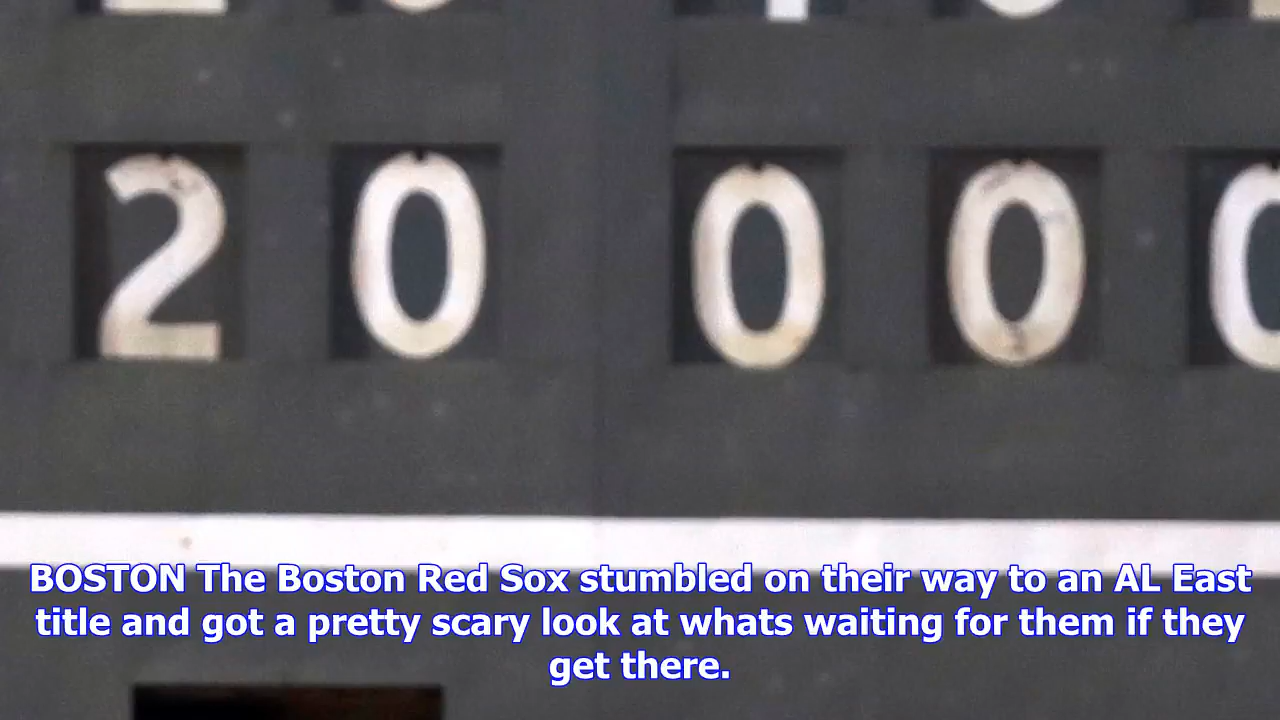 2 0 0 0 0
BOSTON The Boston Red Sox stumbled on their way to an AL East
title and got a pretty scary look at whats waiting for them if they
get there.